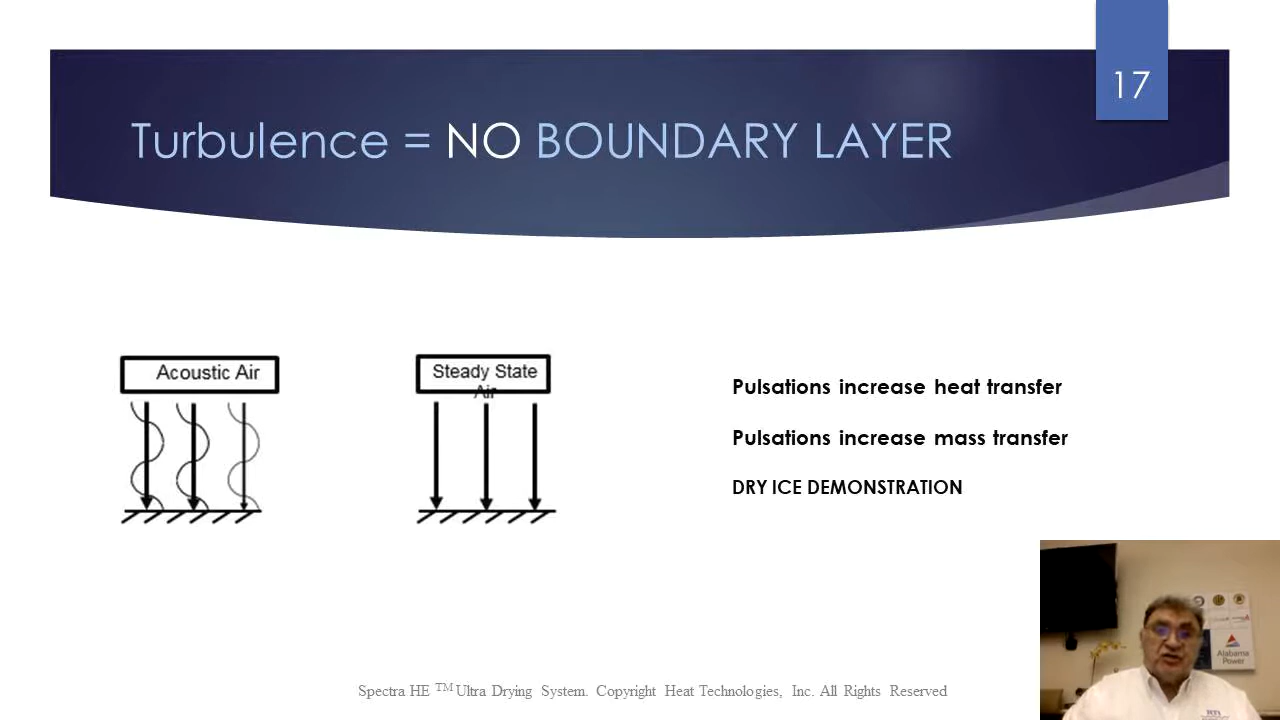 17
Turbulence = NO BOUNDARY LAYER
Acoustic Air
Steady State
Air
Pulsations increase heat transfer
Pulsations increase mass transfer
DRY ICE DEMONSTRATION
Alabama
Power
Spectra HE TM Ultra Drying System. Copyright Heat Technologies, Inc. All Rights Reserved